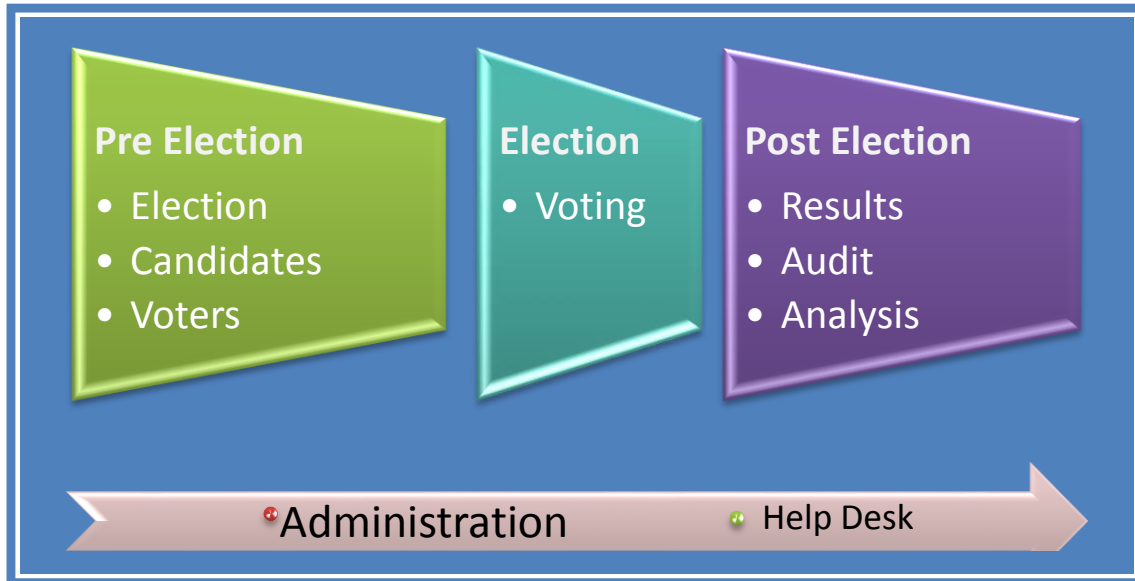 Pre Election
• Election
• Candidates
• Voters
Election
• Voting
Post Election
• Results
• Audit
• Analysis
Administration
Help Desk